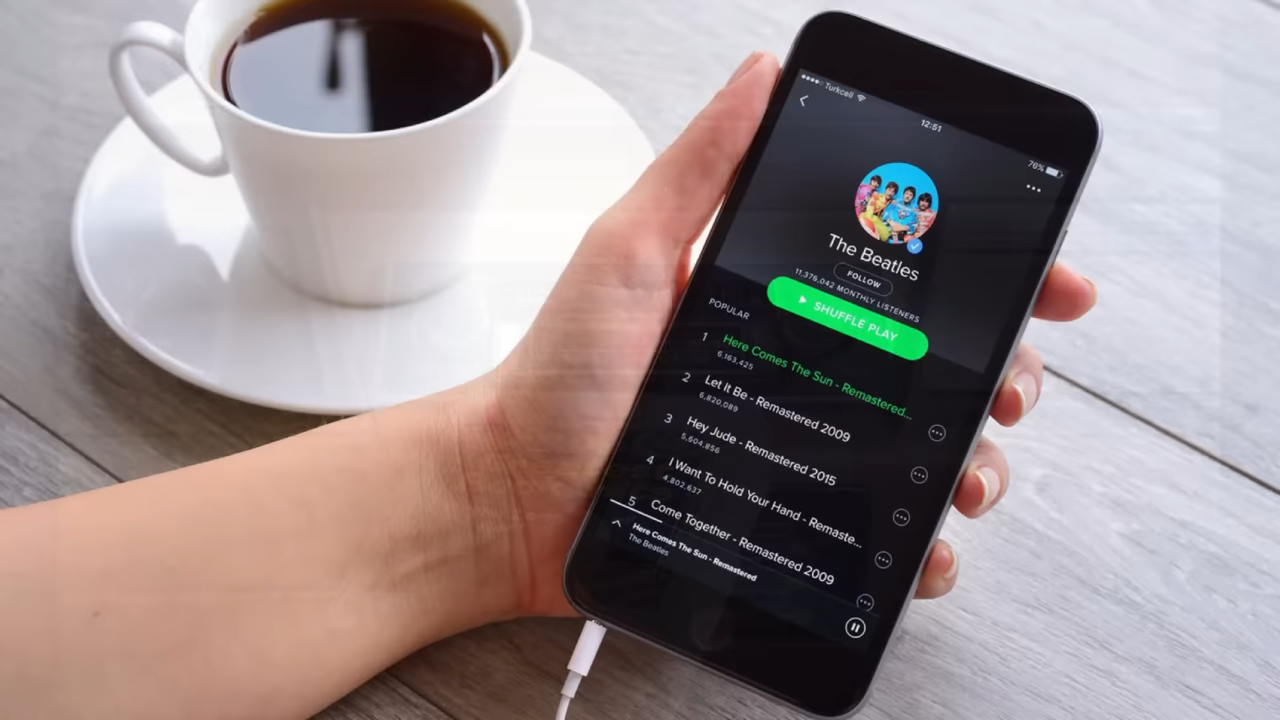 Turkcell
12:51
76%
The Beatles
FOLLOW
11,376,042 MONTHLY LISTENERS
SHUFFLE PLAY
POPULAR
1 Here Comes The Sun - Remastered...
6,163,425
2 Let It Be - Remastered 2009
6,820,089
3 Hey Jude - Remastered 2015
5,604,856
4 I Want To Hold Your Hand - Remaste...
4,802,637
5 Come Together - Remastered 2009
Here Comes The Sun - Remastered
The Beatles